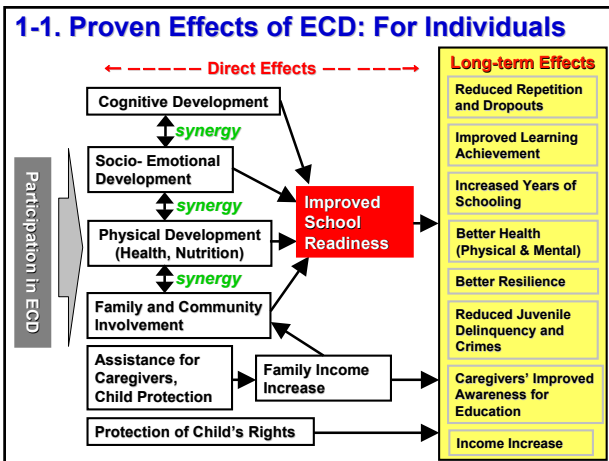 1-1. Proven Effects of ECD: For Individuals
Direct Effects
Long-term Effects
Participation in ECD
Cognitive Development
synergy
Socio- Emotional
Development
synergy
Physical Development
(Health, Nutrition)
synergy
Family and Community
Involvement
Assistance for
Caregivers,
Child Protection
Family Income
Increase
Protection of Child's Rights
Improved
School
Readiness
Reduced Repetition
and Dropouts
Improved Learning
Achievement
Increased Years of
Schooling
Better Health
(Physical & Mental)
Better Resilience
Reduced Juvenile
Delinquency and
Crimes
Caregivers' Improved
Awareness for
Education
Income Increase